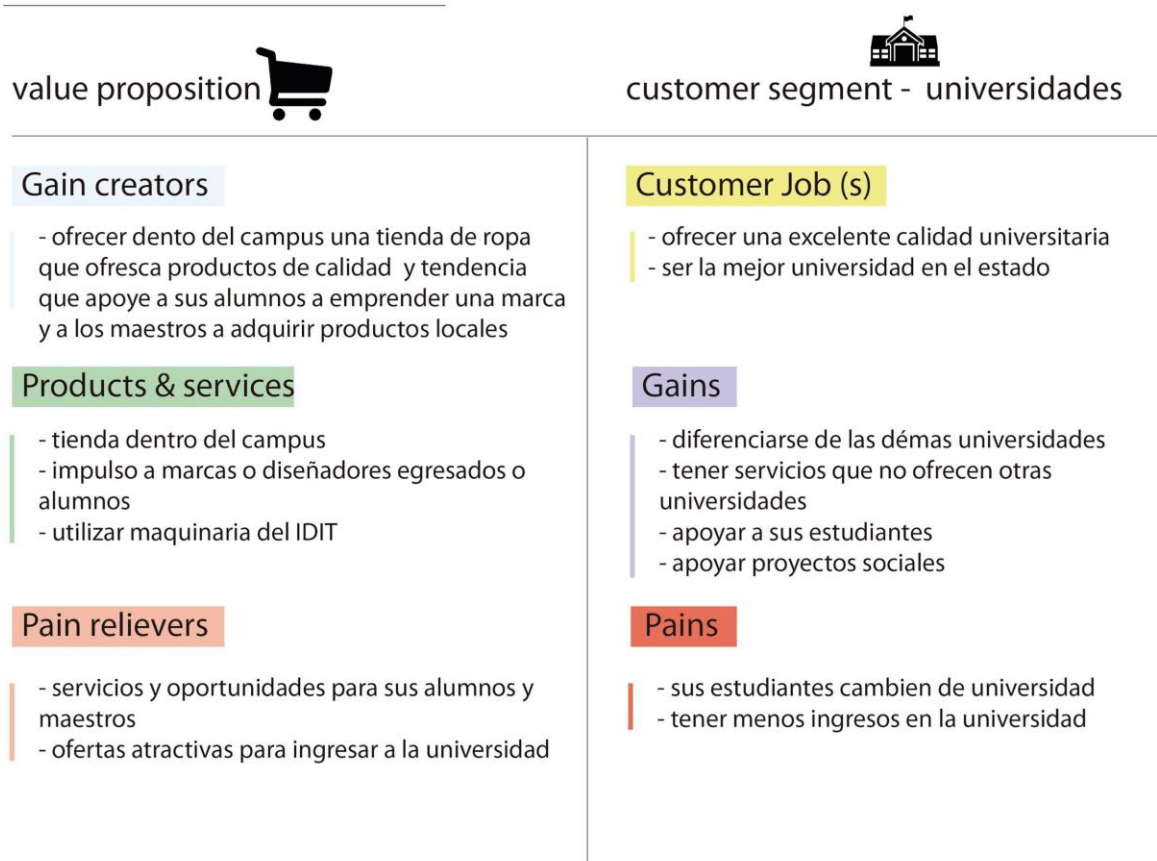 value proposition
customer segment - universidades
Gain creators
- ofrecer dento del campus una tienda de ropa
que ofresca productos de calidad y tendencia
que apoye a sus alumnos a emprender una marca
y a los maestros a adquirir productos locales
Products & services
- tienda dentro del campus
- impulso a marcas o diseñadores egresados o
alumnos
- utilizar maquinaria del IDIT
Pain relievers
- servicios y oportunidades para sus alumnos y
maestros
- ofertas atractivas para ingresar a la universidad
Customer Job (s)
- ofrecer una excelente calidad universitaria
- ser la mejor universidad en el estado
Gains
- diferenciarse de las démas universidades
- tener servicios que no ofrecen otras
universidades
- apoyar a sus estudiantes
- apoyar proyectos sociales
Pains
- sus estudiantes cambien de universidad
- tener menos ingresos en la universidad